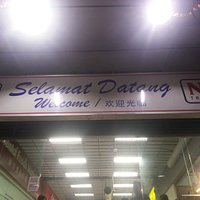 Selamat Datang
Welcome / 欢迎光临